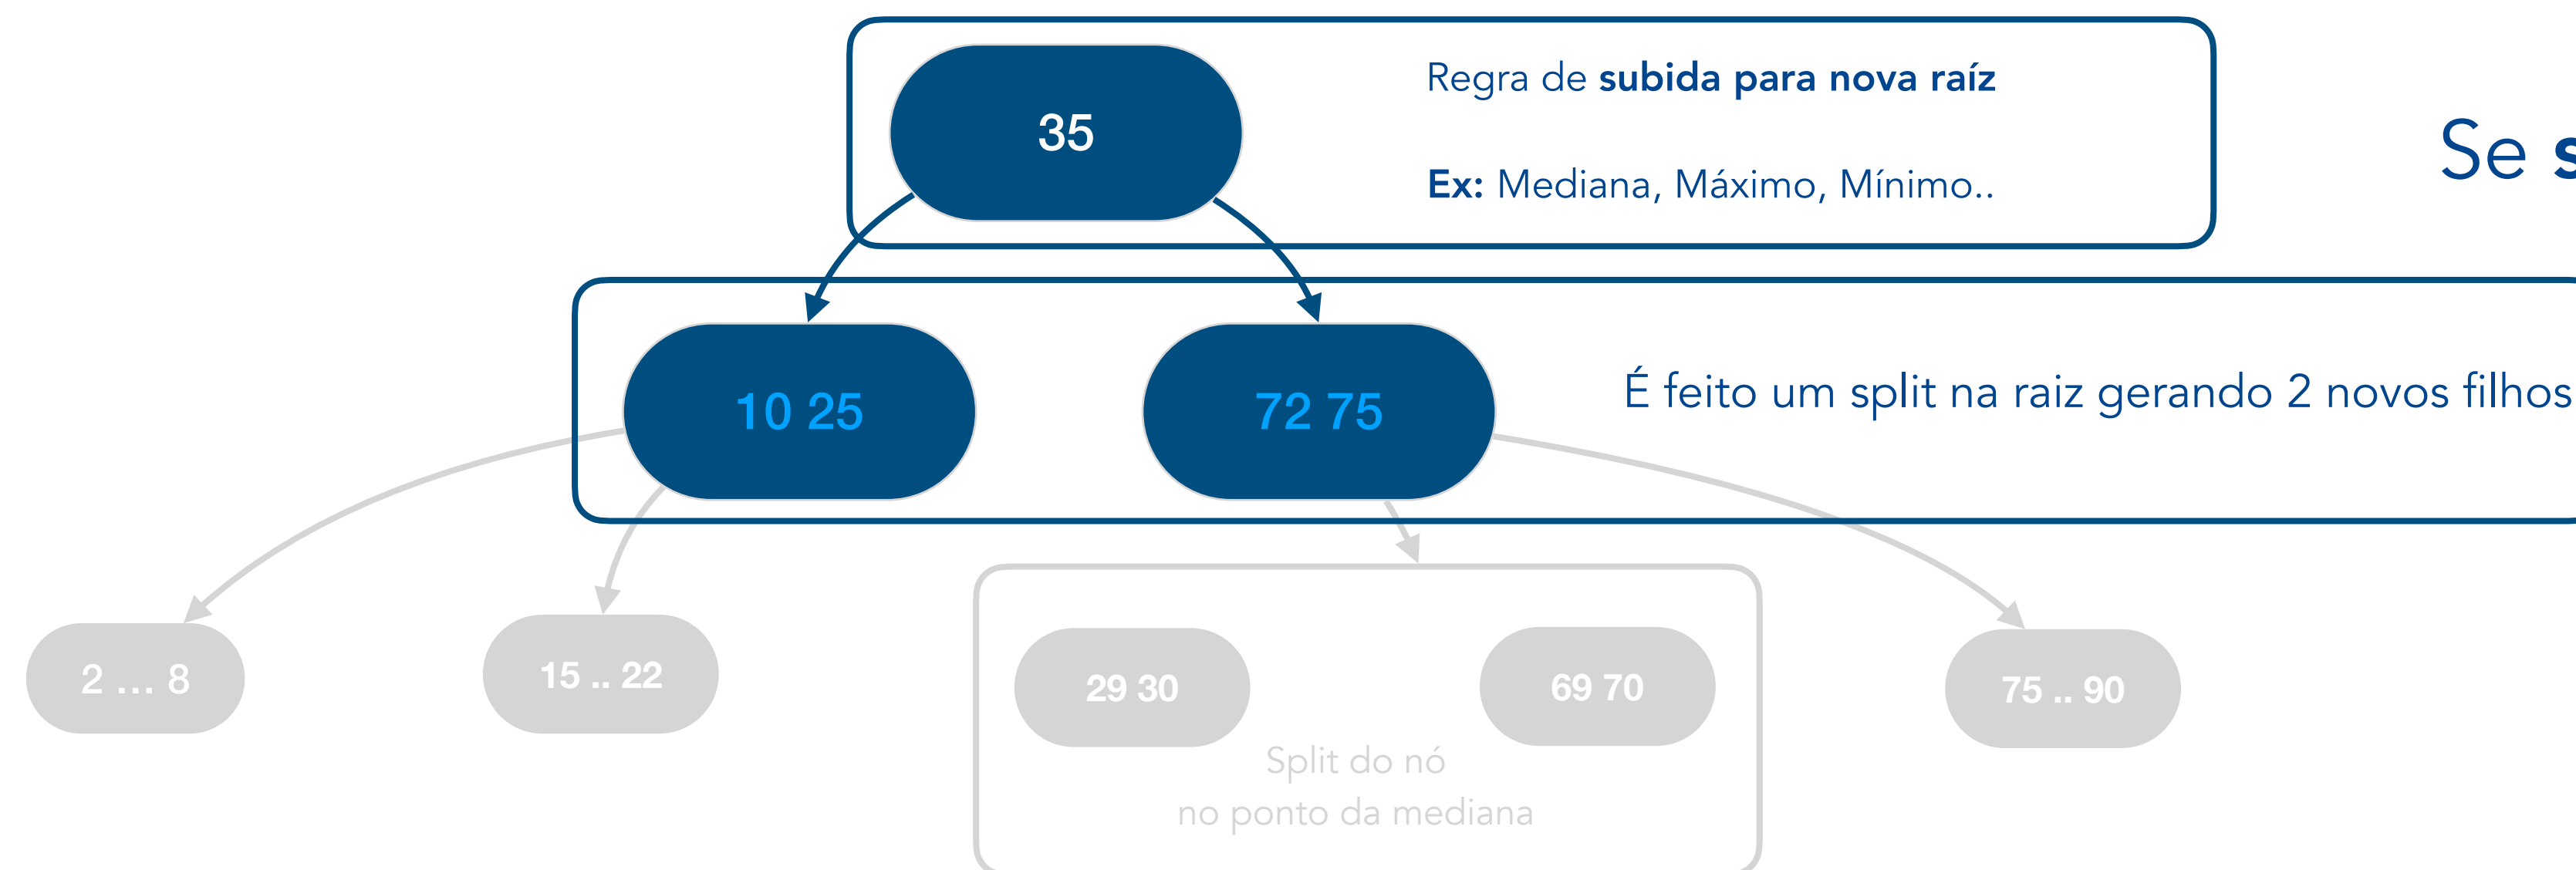 35
Regra de subida para nova raíz
Ex: Mediana, Máximo, Mínimo..
Se
10 25
72 75
É feito um split na raiz gerando 2 novos filhos
2 ... 8
15 .. 22
29 30
69 70
75 .. 90
Split do nó
no ponto da mediana